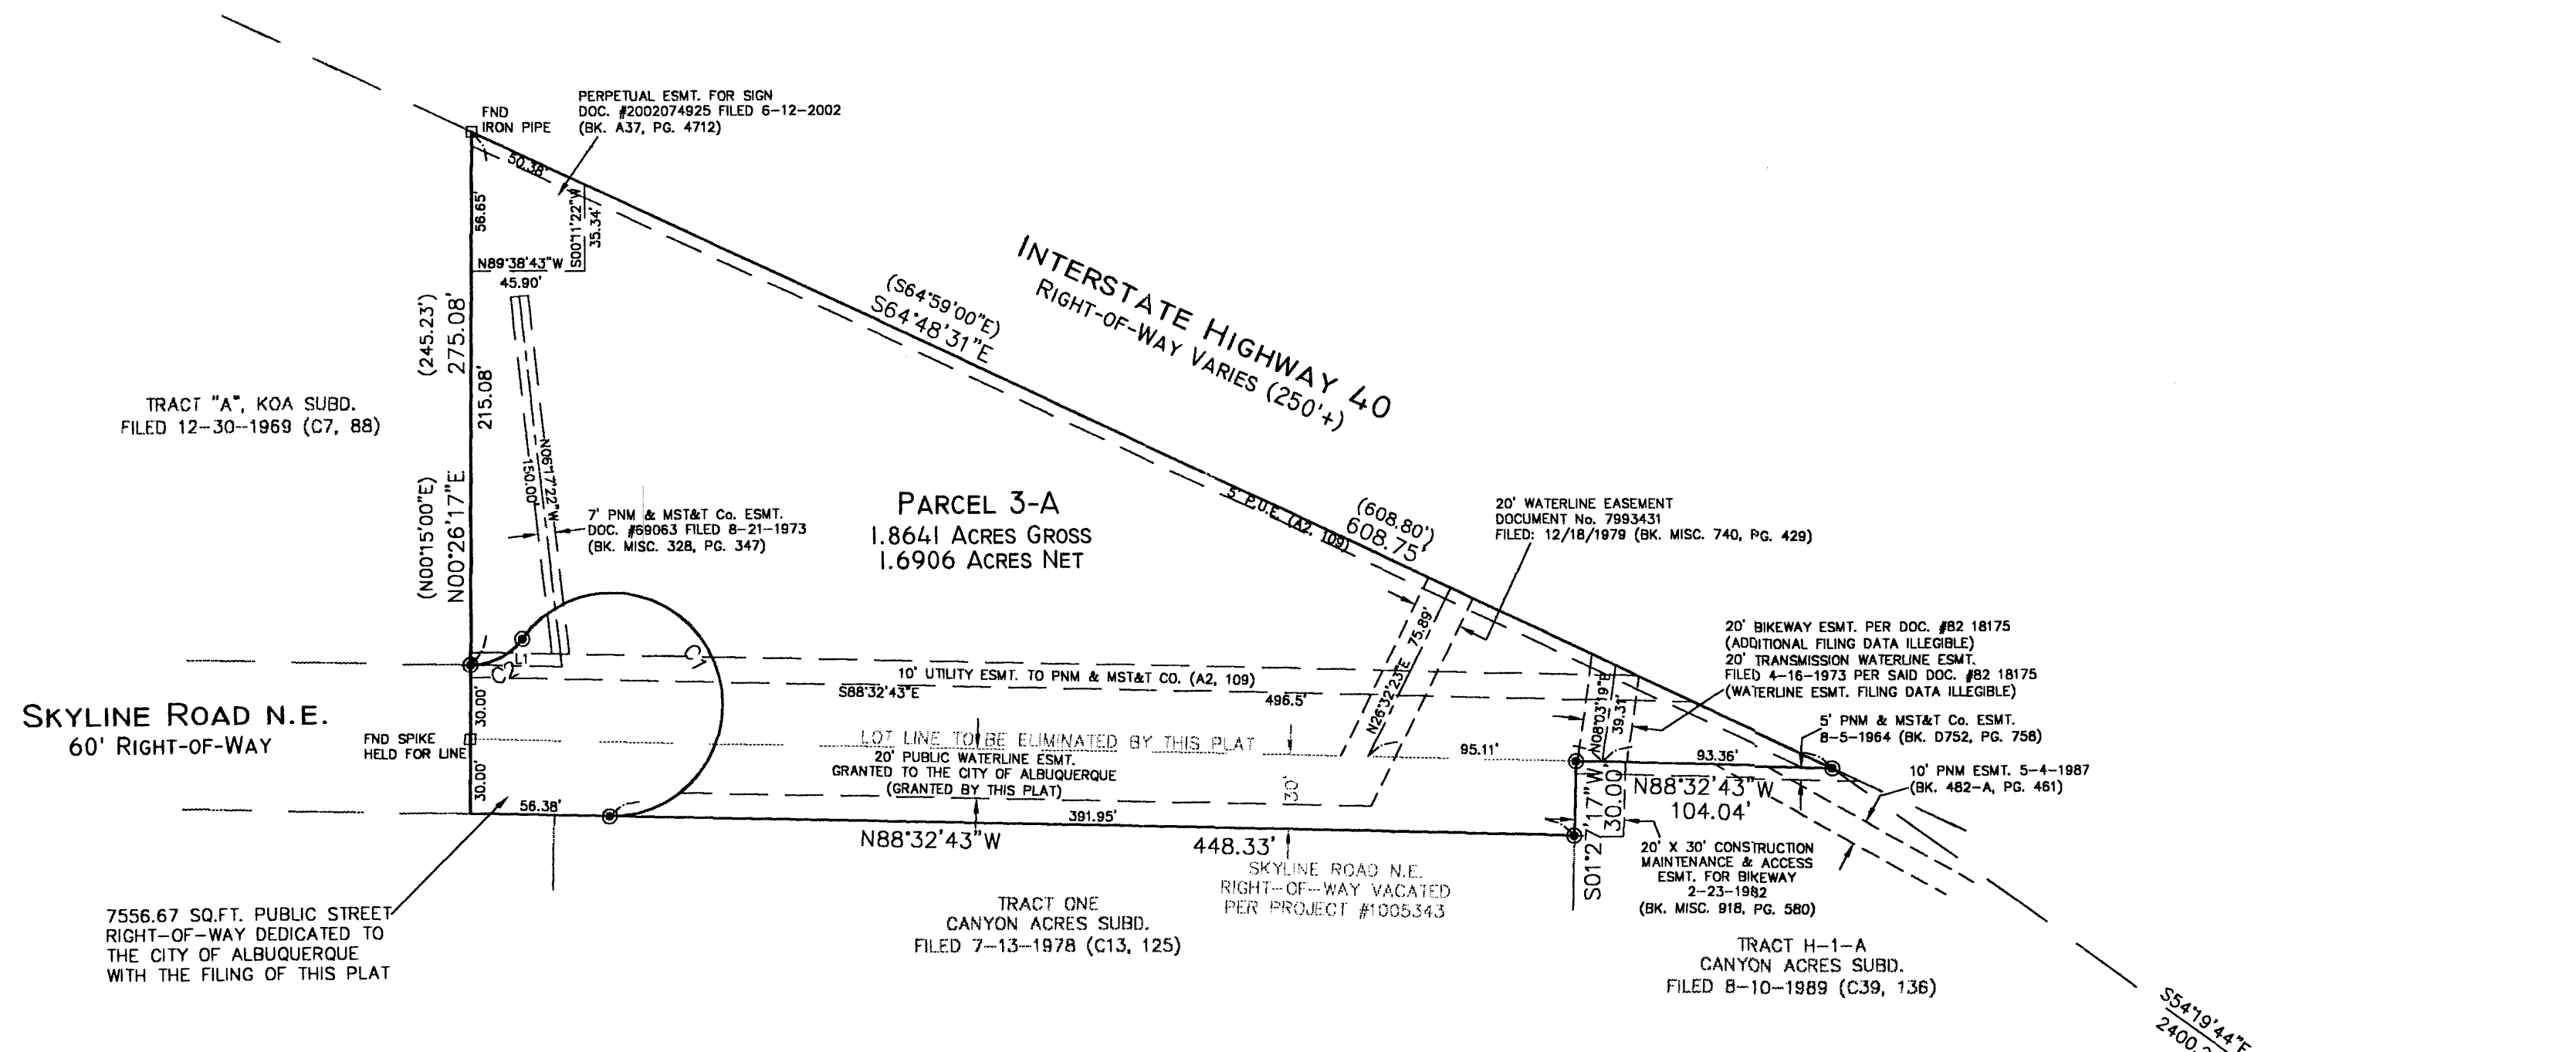 FND
IRON PIPE
PERPETUAL ESMT. FOR SIGN
DOC. #2002074925 FILED 6-12-2002
(BK. A37, PG. 4712)
50.38'
56.65'
S00°11'22"W
35.34'
N89°38'43"W
45.90'
INTERSTATE HIGHWAY 40
RIGHT-OF-WAY VARIES (250'+)
(S64°59'00"E)
S64°48'31"E
(245.23')
275.08'
215.08'
TRACT "A", KOA SUBD.
FILED 12-30-1969 (C7, 88)
(N00°15'00"E)
N00°26'17"E
N06°17'22"W
150.00'
7' PNM & MST&T Co. ESMT.
DOC. #69063 FILED 8-21-1973
(BK. MISC. 328, PG. 347)
PARCEL 3-A
1.8641 ACRES GROSS
1.6906 ACRES NET
5' P.U.E. (A2, 109)
(608.80')
608.75'
20' WATERLINE EASEMENT
DOCUMENT No. 7993431
FILED: 12/18/1979 (BK. MISC. 740, PG. 429)
20' BIKEWAY ESMT. PER DOC. #82 18175
(ADDITIONAL FILING DATA ILLEGIBLE)
20' TRANSMISSION WATERLINE ESMT.
FILED 4-16-1973 PER SAID DOC. #82 18175
(WATERLINE ESMT. FILING DATA ILLEGIBLE)
L1
C2
C1
10' UTILITY ESMT. TO PNM & MST&T CO. (A2, 109)
S88°32'43"E
496.5'
N26°32'23"E
75.89'
N08°03'19"E
39.31'
SKYLINE ROAD N.E.
60' RIGHT-OF-WAY
30.00'
FND SPIKE
HELD FOR LINE
30.00'
LOT LINE TO BE ELIMINATED BY THIS PLAT
20' PUBLIC WATERLINE ESMT.
GRANTED TO THE CITY OF ALBUQUERQUE
(GRANTED BY THIS PLAT)
30'
95.11'
93.36'
N88°32'43"W
104.04'
5' PNM & MST&T Co. ESMT.
8-5-1964 (BK. D752, PG. 758)
10' PNM ESMT. 5-4-1987
(BK. 482-A, PG. 461)
56.38'
391.95'
N88°32'43"W
448.33'
S01°27'17"W
30.00'
SKYLINE ROAD N.E.
RIGHT-OF-WAY VACATED
PER PROJECT #1005343
20' X 30' CONSTRUCTION
MAINTENANCE & ACCESS
ESMT. FOR BIKEWAY
2-23-1982
(BK. MISC. 918, PG. 580)
7556.67 SQ.FT. PUBLIC STREET
RIGHT-OF-WAY DEDICATED TO
THE CITY OF ALBUQUERQUE
WITH THE FILING OF THIS PLAT
TRACT ONE
CANYON ACRES SUBD.
FILED 7-13-1978 (C13, 125)
TRACT H-1-A
CANYON ACRES SUBD.
FILED 8-10-1989 (C39, 136)
S54°19'44"E